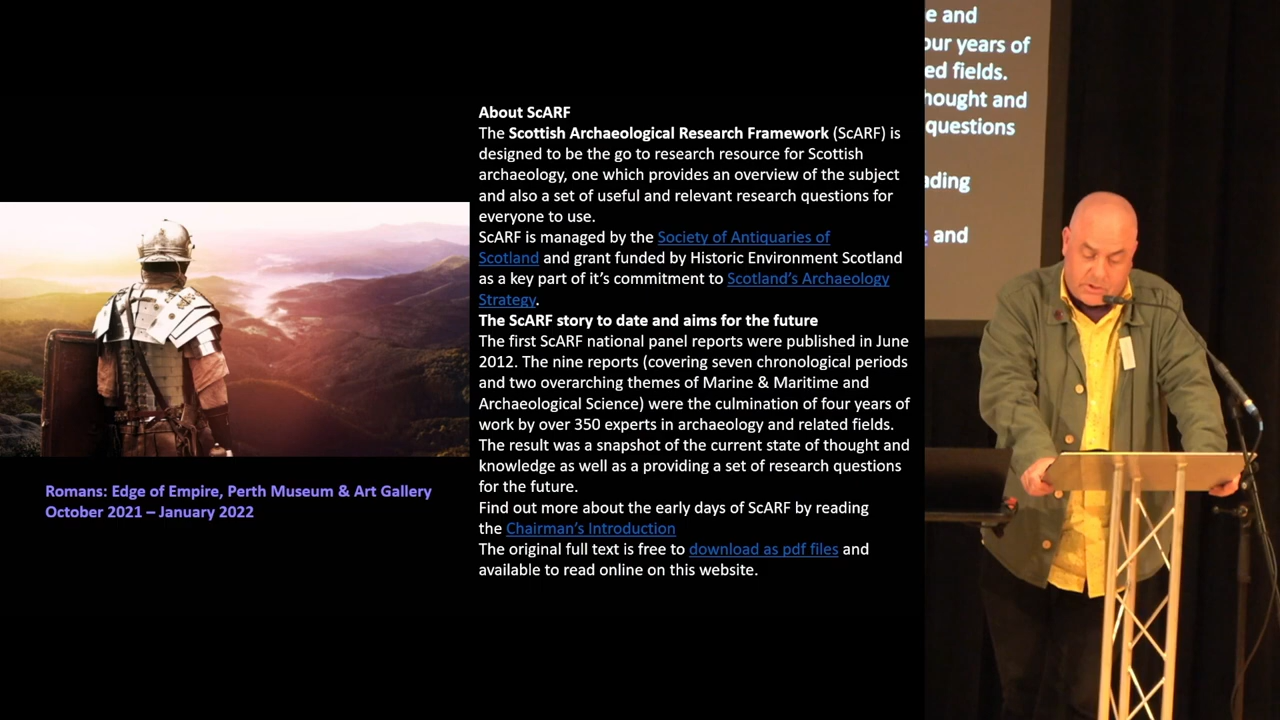 About ScARF
The Scottish Archaeological Research Framework (ScARF) is
designed to be the go to research resource for Scottish
archaeology, one which provides an overview of the subject
and also a set of useful and relevant research questions for
everyone to use.
ScARF is managed by the Society of Antiquaries of
Scotland and grant funded by Historic Environment Scotland
as a key part of it's commitment to Scotland's Archaeology
Strategy.
The ScARF story to date and aims for the future
The first ScARF national panel reports were published in June
2012. The nine reports (covering seven chronological periods
and two overarching themes of Marine & Maritime and
Archaeological Science) were the culmination of four years of
work by over 350 experts in archaeology and related fields.
The result was a snapshot of the current state of thought and
knowledge as well as a providing a set of research questions
for the future.
Find out more about the early days of ScARF by reading
the Chairman's Introduction
The original full text is free to download as pdf files and
available to read online on this website.
Romans: Edge of Empire, Perth Museum & Art Gallery
October 2021 – January 2022
e and
our years of
ed fields.
hought and
questions
ading
s and